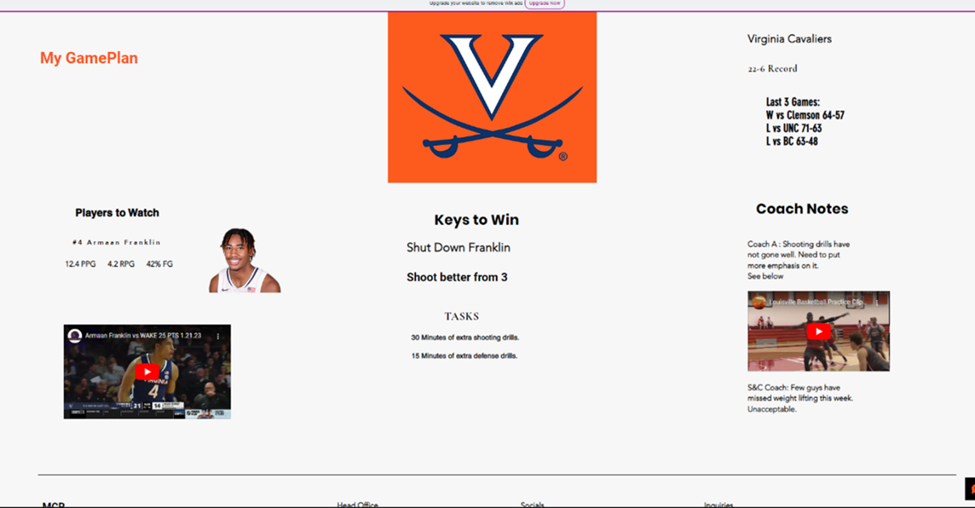 Upgrade your website to remove Wix ads Upgrade Now
My GamePlan
Virginia Cavaliers
22-6 Record
Last 3 Games:
W vs Clemson 64-57
L vs UNC 71-63
L vs BC 63-48
Players to Watch
#4 Armaan Franklin
12.4 PPG 4.2 RPG 42% FG
Armaan Franklin vs WAKE 25 PTS 1.21.23
4
21
14
Keys to Win
Shut Down Franklin
Shoot better from 3
TASKS
30 Minutes of extra shooting drills.
15 Minutes of extra defense drills.
Coach Notes
Coach A : Shooting drills have
not gone well. Need to put
more emphasis on it.
See below
Louisville Basketball Practice Clip
S&C Coach: Few guys have
missed weight lifting this week.
Unacceptable.
MGP
Head Office
Socials
Inquiries